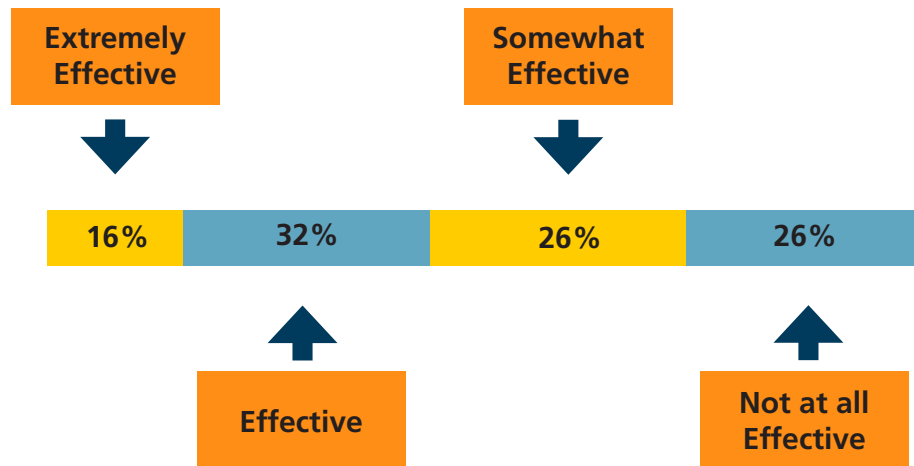 Extremely
Effective
Somewhat
Effective
16%
32%
26%
26%
Effective
Not at all
Effective